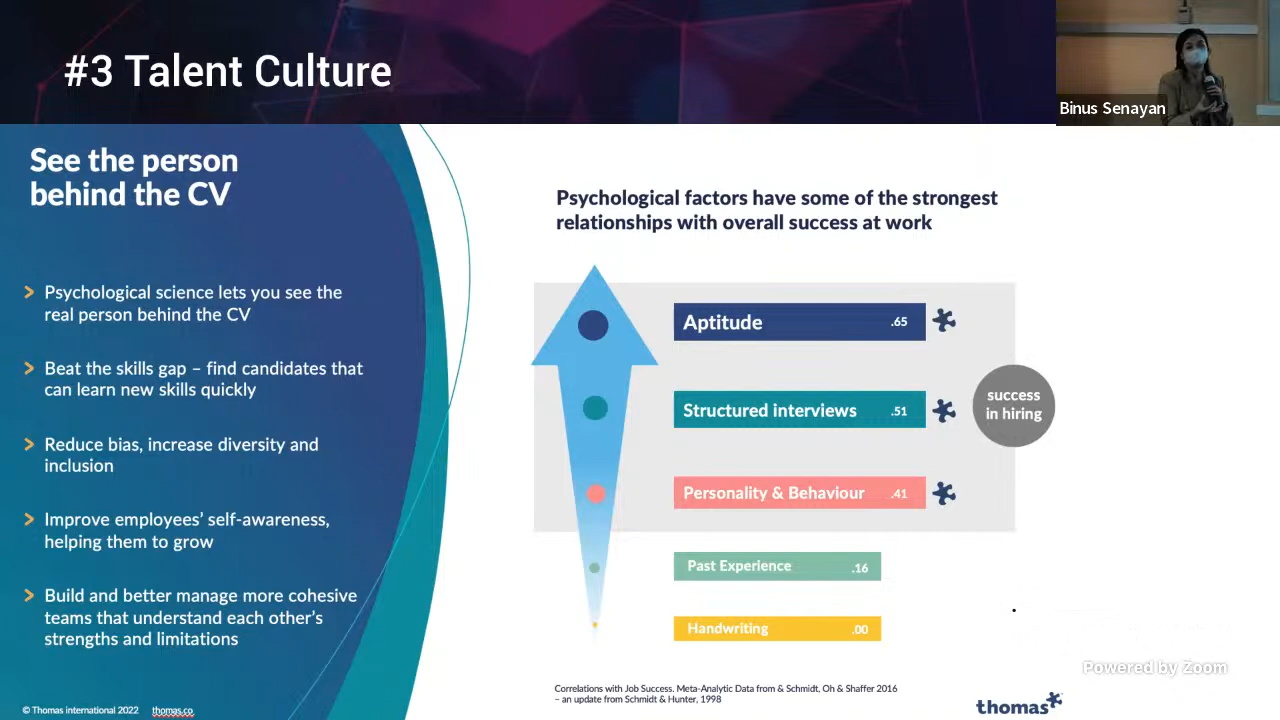 #3 Talent Culture
Binus Senayan
See the person
behind the CV
Psychological science lets you see the
real person behind the CV
Beat the skills gap – find candidates that
can learn new skills quickly
Reduce bias, increase diversity and
inclusion
Improve employees’ self-awareness,
helping them to grow
Build and better manage more cohesive
teams that understand each other’s
strengths and limitations
© Thomas international 2022 thomas.co
Psychological factors have some of the strongest
relationships with overall success at work
Aptitude .65
Structured interviews .51
success
in hiring
Personality & Behaviour .41
Past Experience .16
Handwriting .00
Correlations with Job Success. Meta-Analytic Data from & Schmidt, Oh & Shaffer 2016
– an update from Schmidt & Hunter, 1998
Powered by Zoom
thomas